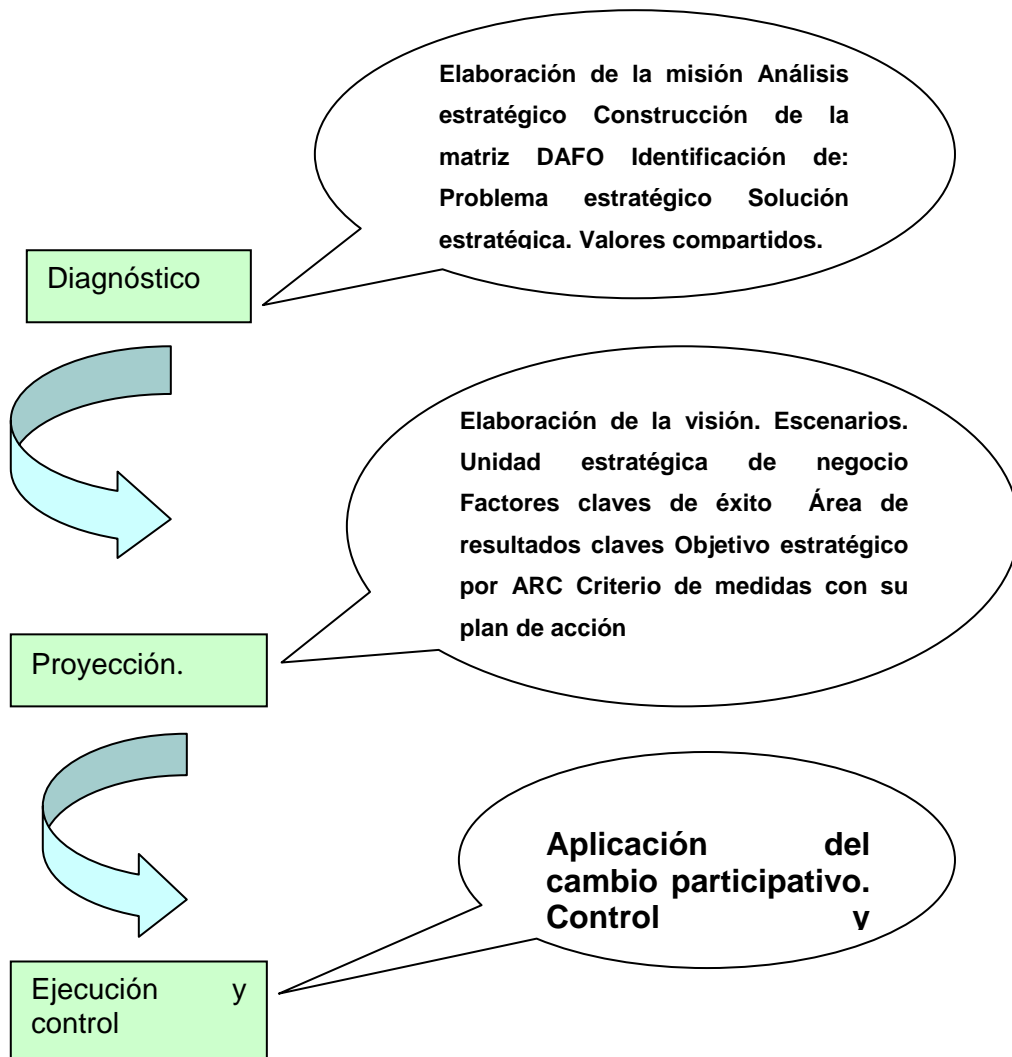 Elaboración de la misión Análisis
estratégico Construcción de la
matriz DAFO Identificación de:
Problema estratégico Solución
estratégica. Valores compartidos.
Diagnóstico
Elaboración de la visión. Escenarios.
Unidad estratégica de negocio
Factores claves de éxito Área de
resultados claves Objetivo estratégico
por ARC Criterio de medidas con su
plan de acción
Proyección.
Aplicación del
cambio participativo.
Control y
Ejecución y
control